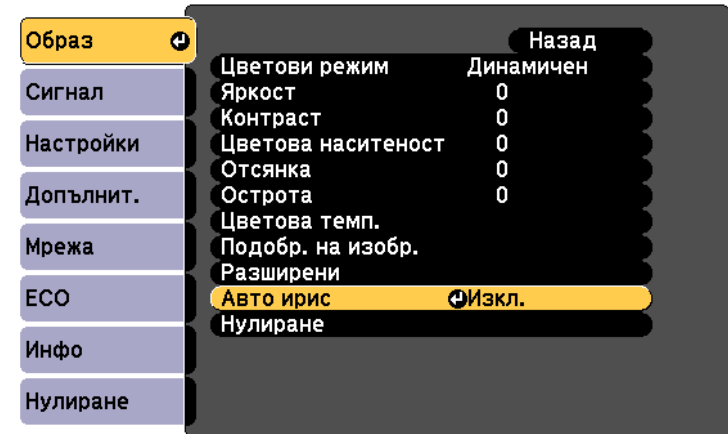 Образ
Сигнал
Настройки
Допълнит.
Мрежа
ECO
Инфо
Нулиране
Назад
Цветови режим Динамичен
Яркост 0
Контраст 0
Цветова наситеност 0
Отсянка 0
Острота 0
Цветова темп.
Подобр. на изобр.
Разширени
Авто ирис Изкл.
Нулиране